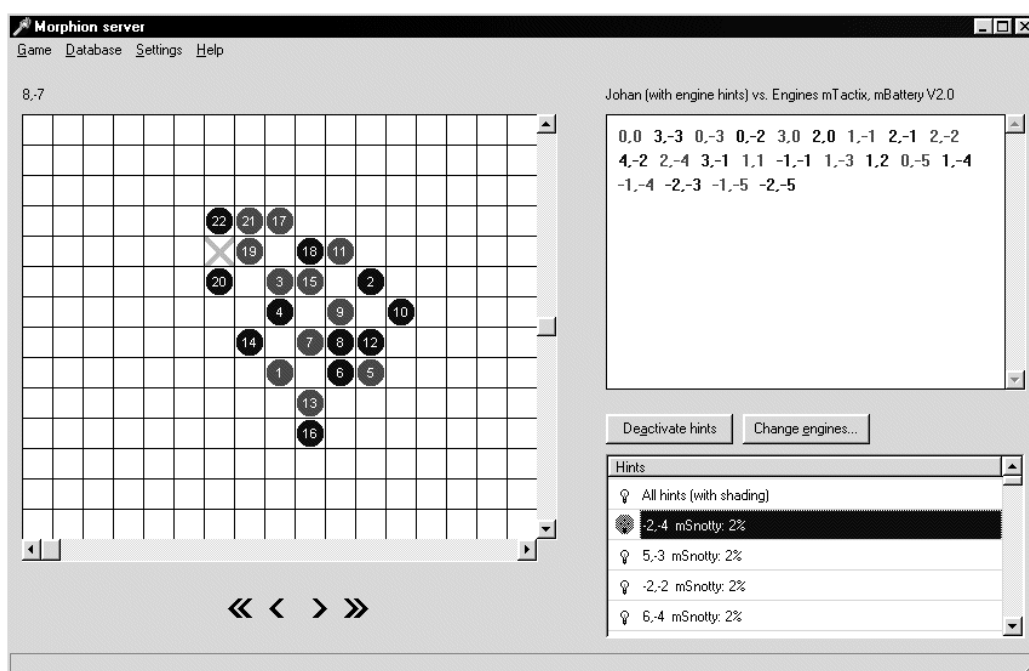 Morphion server
Game Database Settings Help
8,-7
Johan (with engine hints) vs. Engines mTactix, mBattery V2.0
0,0 3,-3 0,-3 0,-2 3,0 2,0 1,-1 2,-1 2,-2
4,-2 2,-4 3,-1 1,1 -1,-1 1,-3 1,2 0,-5 1,-4
-1,-4 -2,-3 -1,-5 -2,-5
22 21 17
19 18 11
20 3 15 2
4 9 10
14 7 8 12
1 6 5
13
16
Deactivate hints Change engines...
Hints
All hints (with shading)
-2,-4 mSnotty: 2%
5,-3 mSnotty: 2%
-2,-2 mSnotty: 2%
6,-4 mSnotty: 2%